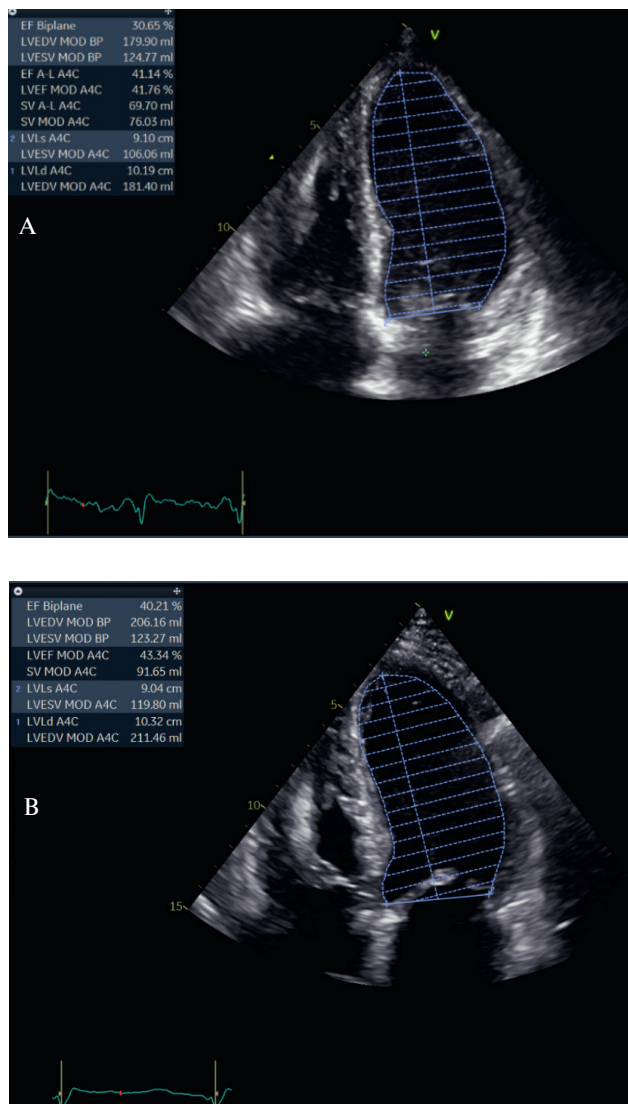 EF Biplane 30.65 %
LVEDV MOD BP 179.90 ml
LVESV MOD BP 124.77 ml
EF A-L A4C 41.14 %
LVEF MOD A4C 41.76 %
SV A-L A4C 69.70 ml
SV MOD A4C 76.03 ml
2 LVLs A4C 9.10 cm
LVESV MOD A4C 106.06 ml
1 LVLd A4C 10.19 cm
LVEDV MOD A4C 181.40 ml
V
5
10
A
EF Biplane 40.21 %
LVEDV MOD BP 206.16 ml
LVESV MOD BP 123.27 ml
LVEF MOD A4C 43.34 %
SV MOD A4C 91.65 ml
2 LVLs A4C 9.04 cm
LVESV MOD A4C 119.80 ml
1 LVLd A4C 10.32 cm
LVEDV MOD A4C 211.46 ml
V
5
10
B
15